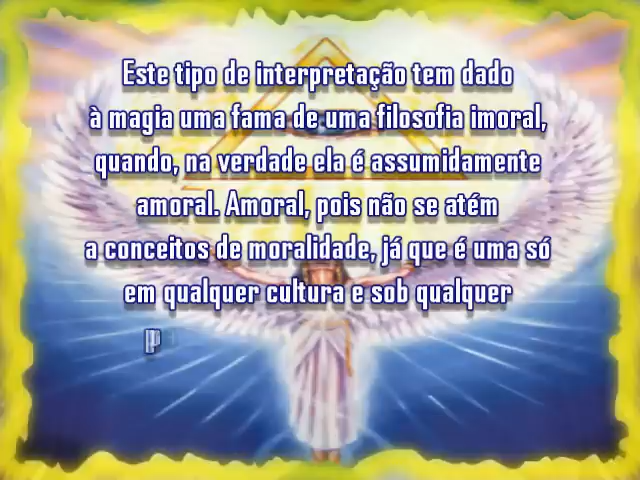 Este tipo de interpretação tem dado
à magia uma fama de uma filosofia imoral,
quando, na verdade ela é assumidamente
amoral. Amoral, pois não se atém
a conceitos de moralidade, já que é uma só
em qualquer cultura e sob qualquer
p